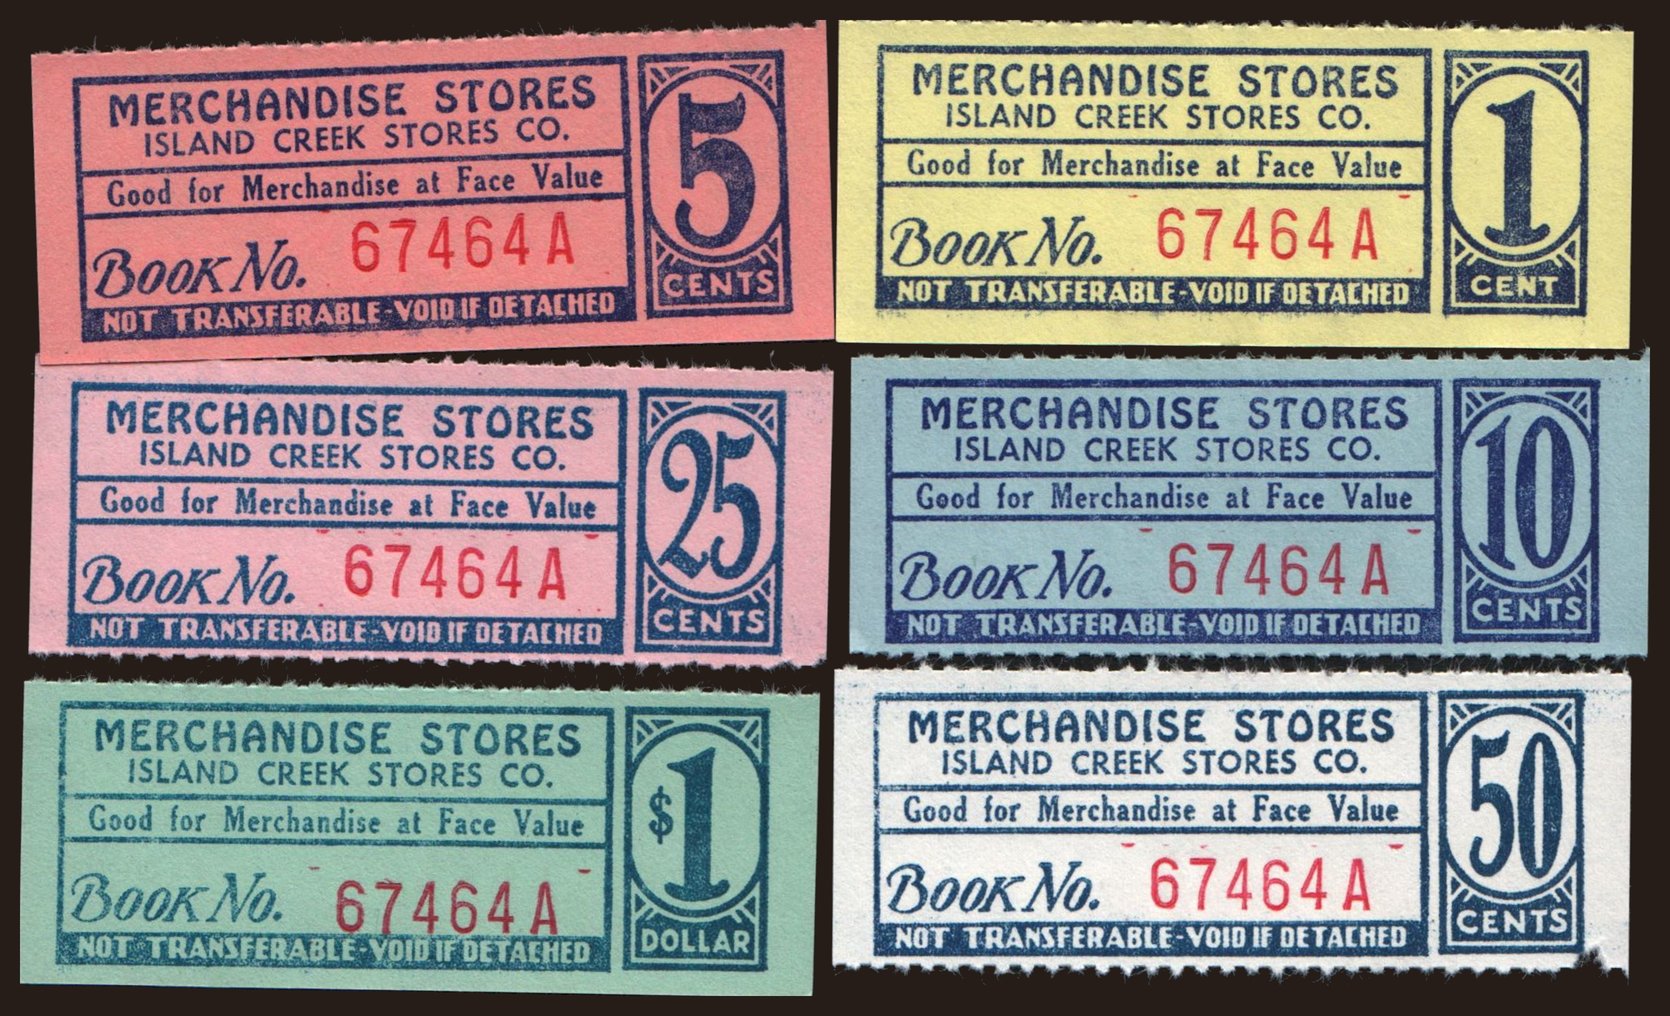 MERCHANDISE STORES
ISLAND CREEK STORES CO.
Good for Merchandise at Face Value
Book No. 67464A
NOT TRANSFERABLE-VOID IF DETACHED
5
CENTS
MERCHANDISE STORES
ISLAND CREEK STORES CO.
Good for Merchandise at Face Value
Book No. 67464A
NOT TRANSFERABLE-VOID IF DETACHED
1
CENT
MERCHANDISE STORES
ISLAND CREEK STORES CO.
Good for Merchandise at Face Value
Book No. 67464A
NOT TRANSFERABLE-VOID IF DETACHED
25
CENTS
MERCHANDISE STORES
ISLAND CREEK STORES CO.
Good for Merchandise at Face Value
Book No. 67464A
NOT TRANSFERABLE-VOID IF DETACHED
10
CENTS
MERCHANDISE STORES
ISLAND CREEK STORES CO.
Good for Merchandise at Face Value
Book No. 67464A
NOT TRANSFERABLE-VOID IF DETACHED
$1
DOLLAR
MERCHANDISE STORES
ISLAND CREEK STORES CO.
Good for Merchandise at Face Value
Book No. 67464A
NOT TRANSFERABLE-VOID IF DETACHED
50
CENTS